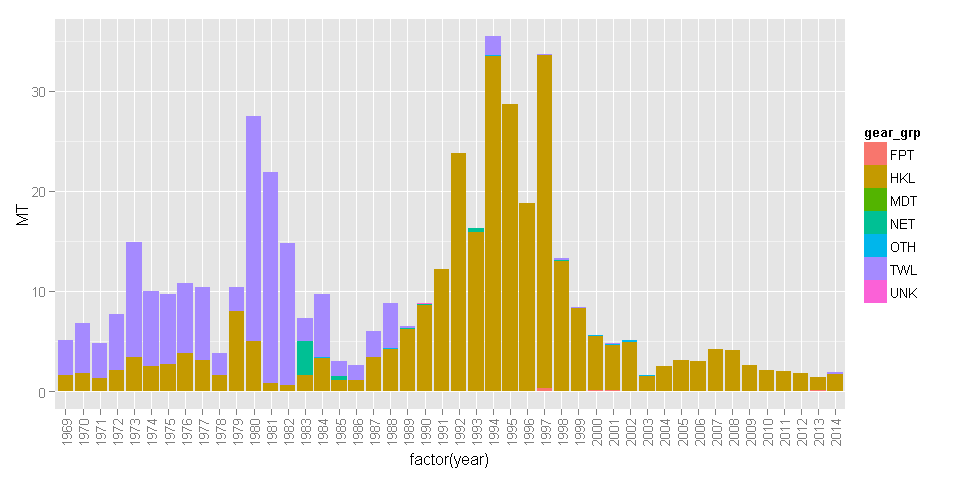 MT
30
20
10
0
1969 1970 1971 1972 1973 1974 1975 1976 1977 1978 1979 1980 1981 1982 1983 1984 1985 1986 1987 1988 1989 1990 1991 1992 1993 1994 1995 1996 1997 1998 1999 2000 2001 2002 2003 2004 2005 2006 2007 2008 2009 2010 2011 2012 2013 2014
factor(year)
gear_grp
FPT
HKL
MDT
NET
OTH
TWL
UNK